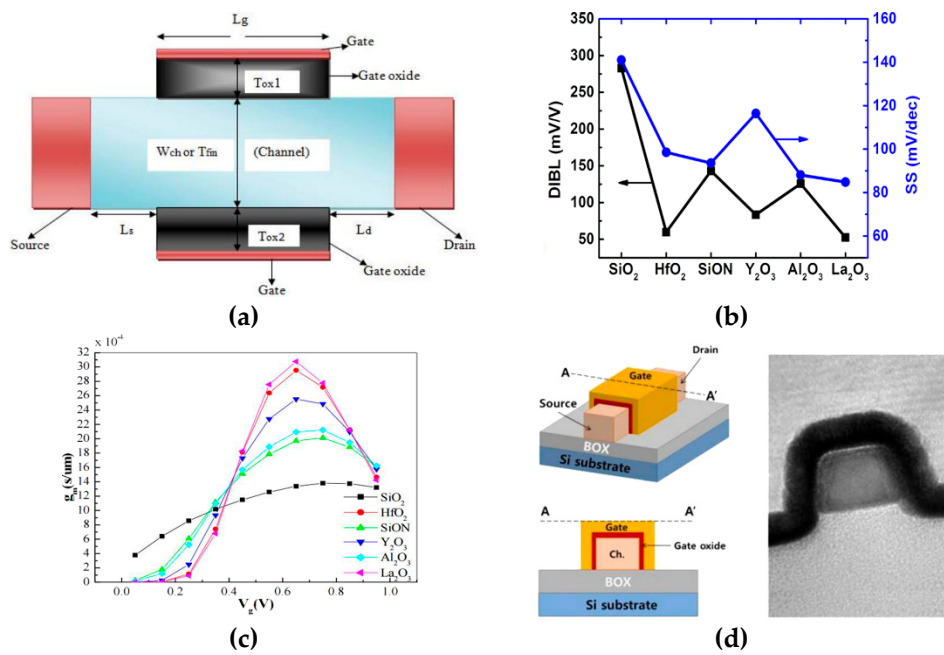 Lg
Gate
Gate oxide
Tox1
Wch or Tfin (Channel)
Source
Ls
Tox2
Ld
Drain
Gate oxide
Gate
(a)
350
300
250
200
150
100
50
DIBL (mV/V)
160
140
120
100
80
60
SS (mV/dec)
SiO₂ HfO₂ SiON Y₂O₃ Al₂O₃ La₂O₃
(b)
x 10⁻⁴
32
30
28
26
24
22
20
18
16
14
12
10
8
6
4
2
0
gₘ(s/um)
SiO₂
HfO₂
SiON
Y₂O₃
Al₂O₃
La₂O₃
0.0 0.2 0.4 0.6 0.8 1.0
V_g(V)
(c)
Drain
A
Gate
A'
Source
BOX
Si substrate
A A'
Gate
Gate oxide
Ch.
BOX
Si substrate
(d)